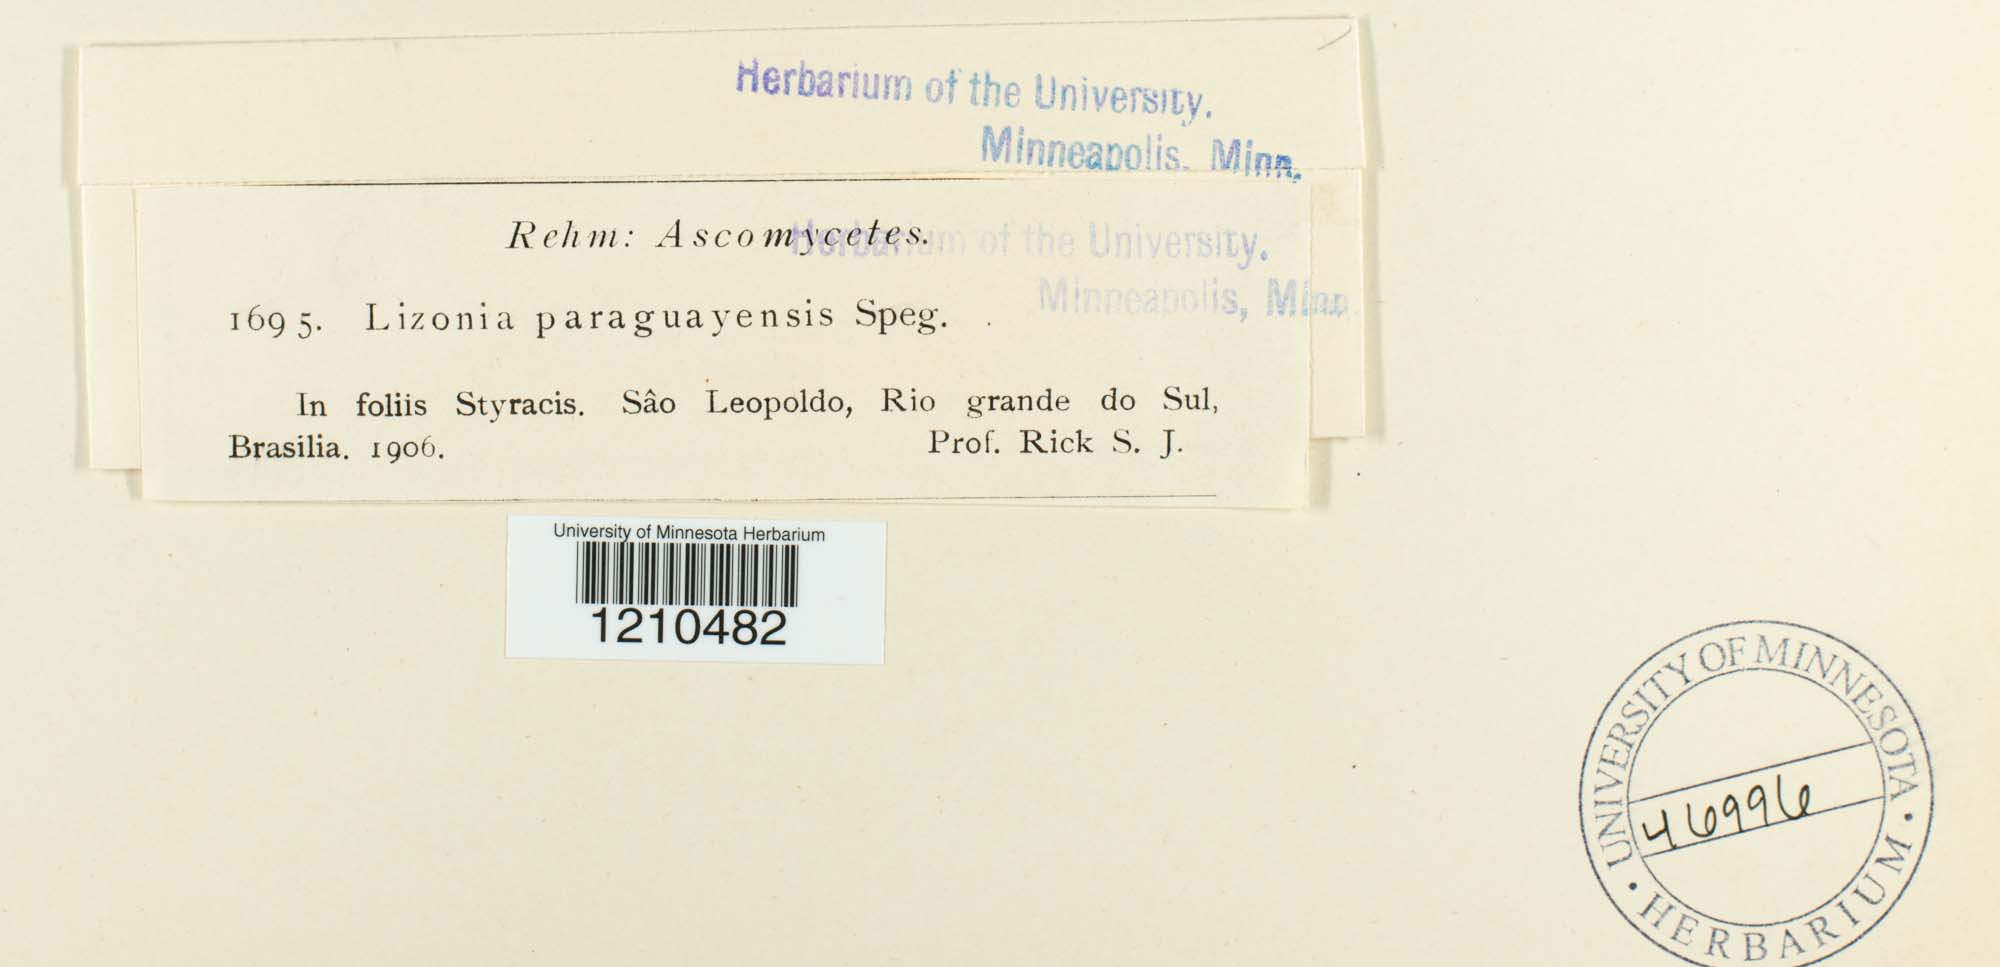 Herbarium of the University.
Minneapolis, Minn.
Rehm: Ascomycetes.
Herbarium of the University.
Minneapolis, Minn.
1695. Lizonia paraguayensis Speg.
In foliis Styracis. Sâo Leopoldo, Rio grande do Sul,
Brasilia. 1906. Prof. Rick S. J.
University of Minnesota Herbarium
1210482
UNIVERSITY OF MINNESOTA
46996
HERBARIUM